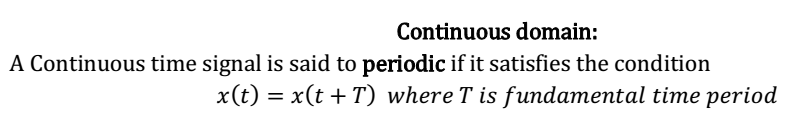 Continuous domain:
A Continuous time signal is said to periodic if it satisfies the condition
x(t) = x(t + T) where T is fundamental time period